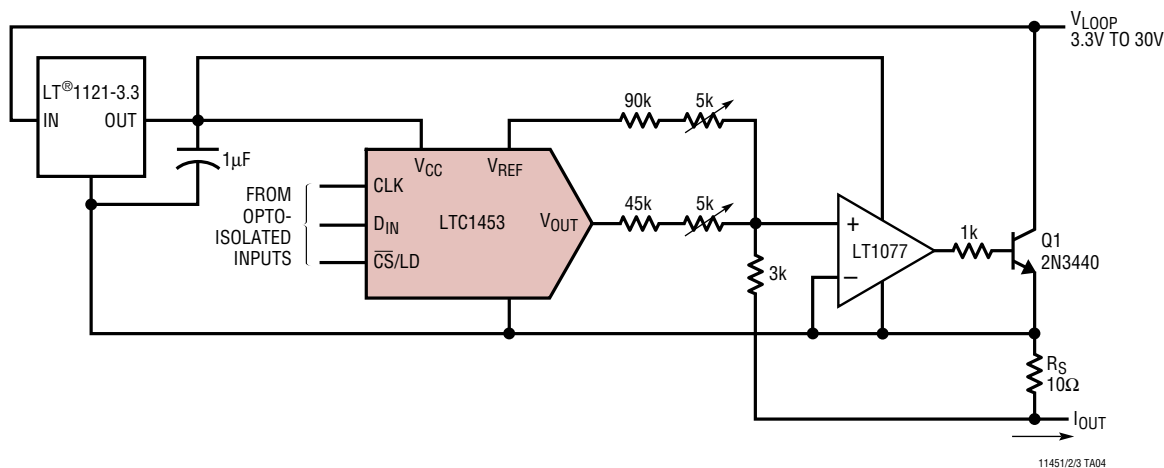 VLOOP
3.3V TO 30V
LT®1121-3.3
IN
OUT
1µF
90k
5k
VCC
VREF
FROM
OPTO-
ISOLATED
INPUTS
CLK
DIN
CS/LD
LTC1453
VOUT
45k
5k
3k
+
−
LT1077
1k
Q1
2N3440
RS
10Ω
IOUT
11451/2/3 TA04